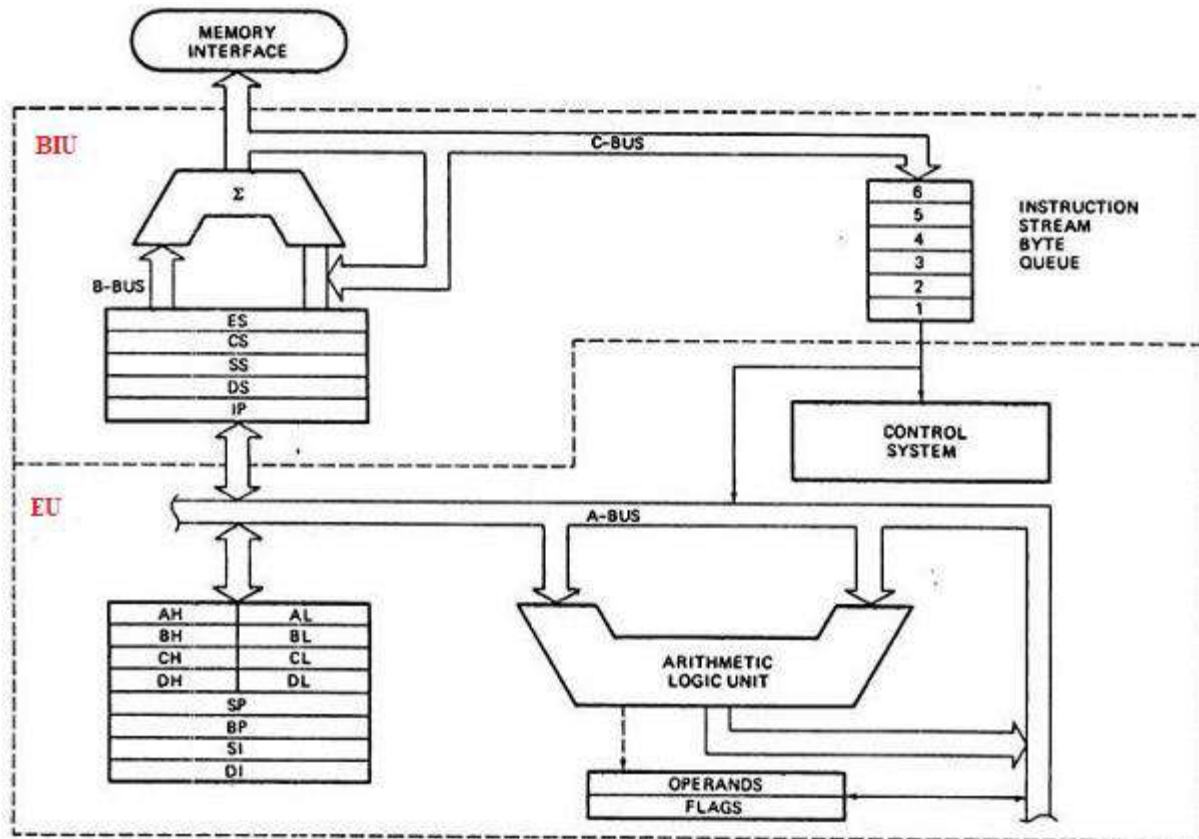 MEMORY
INTERFACE
BIU
C-BUS
Σ
B-BUS
6
5
4
3
2
1
INSTRUCTION
STREAM
BYTE
QUEUE
ES
CS
SS
DS
IP
CONTROL
SYSTEM
EU
A-BUS
AH AL
BH BL
CH CL
DH DL
SP
BP
SI
DI
ARITHMETIC
LOGIC UNIT
OPERANDS
FLAGS